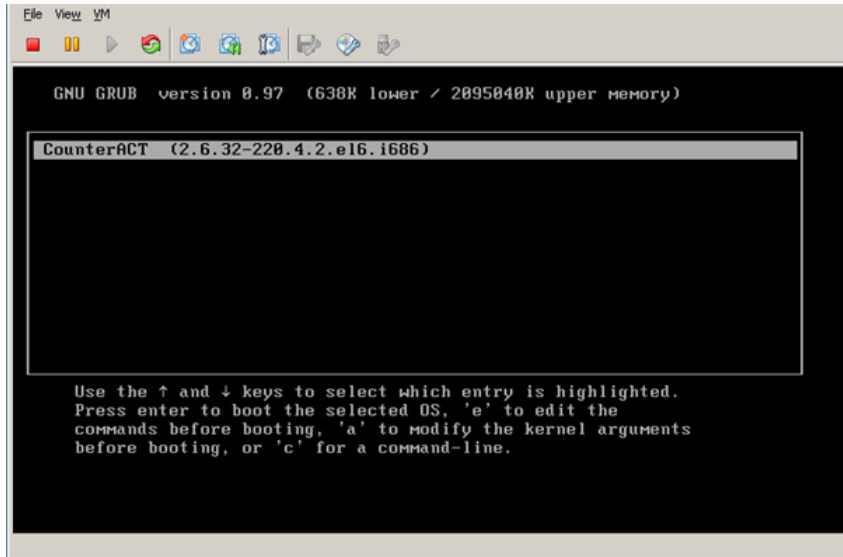 File View VM
GNU GRUB version 0.97 (638K lower / 2095040K upper memory)
CounterACT (2.6.32-220.4.2.el6.i686)
Use the ↑ and ↓ keys to select which entry is highlighted.
Press enter to boot the selected OS, 'e' to edit the
commands before booting, 'a' to modify the kernel arguments
before booting, or 'c' for a command-line.